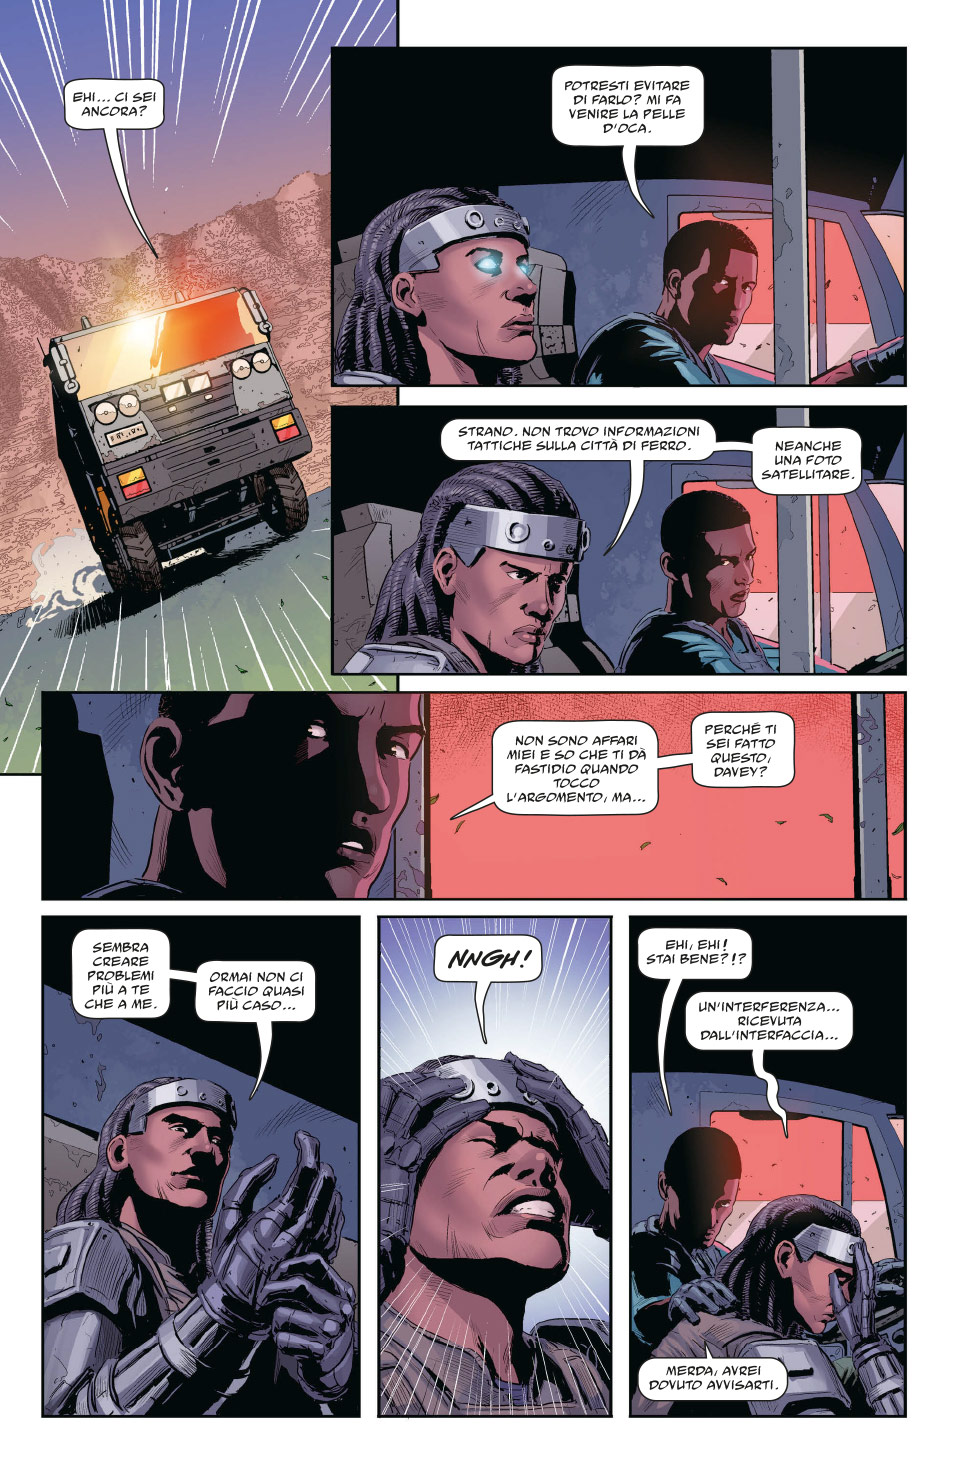 EHI... CI SEI
ANCORA?
POTRESTI EVITARE
DI FARLO? MI FA
VENIRE LA PELLE
D'OCA.
STRANO. NON TROVO INFORMAZIONI
TATTICHE SULLA CITTÀ DI FERRO.
NEANCHE
UNA FOTO
SATELLITARE.
NON SONO AFFARI
MIEI E SO CHE TI DÀ
FASTIDIO QUANDO
TOCCO
L'ARGOMENTO, MA...
PERCHÉ TI
SEI FATTO
QUESTO,
DAVEY?
SEMBRA
CREARE
PROBLEMI
PIÙ A TE
CHE A ME.
ORMAI NON CI
FACCIO QUASI
PIÙ CASO...
NNGH!
EHI, EHI!
STAI BENE?!?
UN'INTERFERENZA...
RICEVUTA
DALL'INTERFACCIA...
MERDA, AVREI
DOVUTO AVVISARTI.